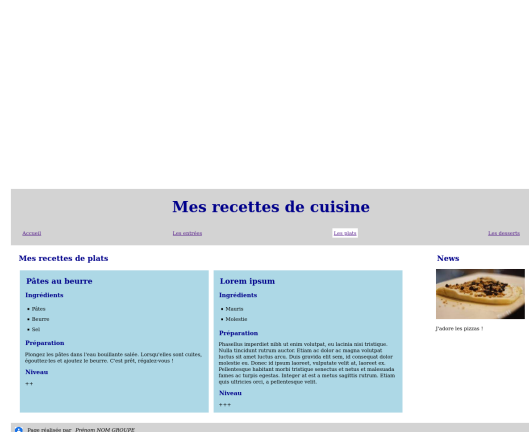 Mes recettes de cuisine
Accueil
Les entrées
Les plats
Les desserts
Mes recettes de plats
News
Pâtes au beurre
Ingrédients
Pâtes
Beurre
Sel
Préparation
Plongez les pâtes dans l'eau bouillante salée. Lorsqu'elles sont cuites,
égouttez-les et ajoutez le beurre. C'est prêt, régalez-vous !
Niveau
++
Lorem ipsum
Ingrédients
Mauris
Molestie
Préparation
Phasellus imperdiet nibh ut enim volutpat, eu lacinia nisi tristique.
Nulla tincidunt rutrum auctor. Etiam ac dolor ac magna volutpat
luctus sit amet luctus arcu. Duis gravida elit sem, id consequat dolor
molestie eu. Donec id ipsum laoreet, vulputate velit at, laoreet ex.
Pellentesque habitant morbi tristique senectus et netus et malesuada
fames ac turpis egestas. Integer at est a metus sagittis rutrum. Etiam
quis ultricies orci, a pellentesque velit.
Niveau
+++
J'adore les pizzas !
Page réalisée par Prénom NOM GROUPE